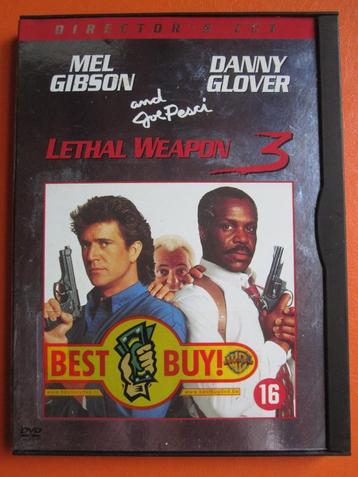 DIRECTOR'S CUT
MEL GIBSON
DANNY GLOVER
and Joe Pesci
LETHAL WEAPON 3
BEST BUY!
16
DVD